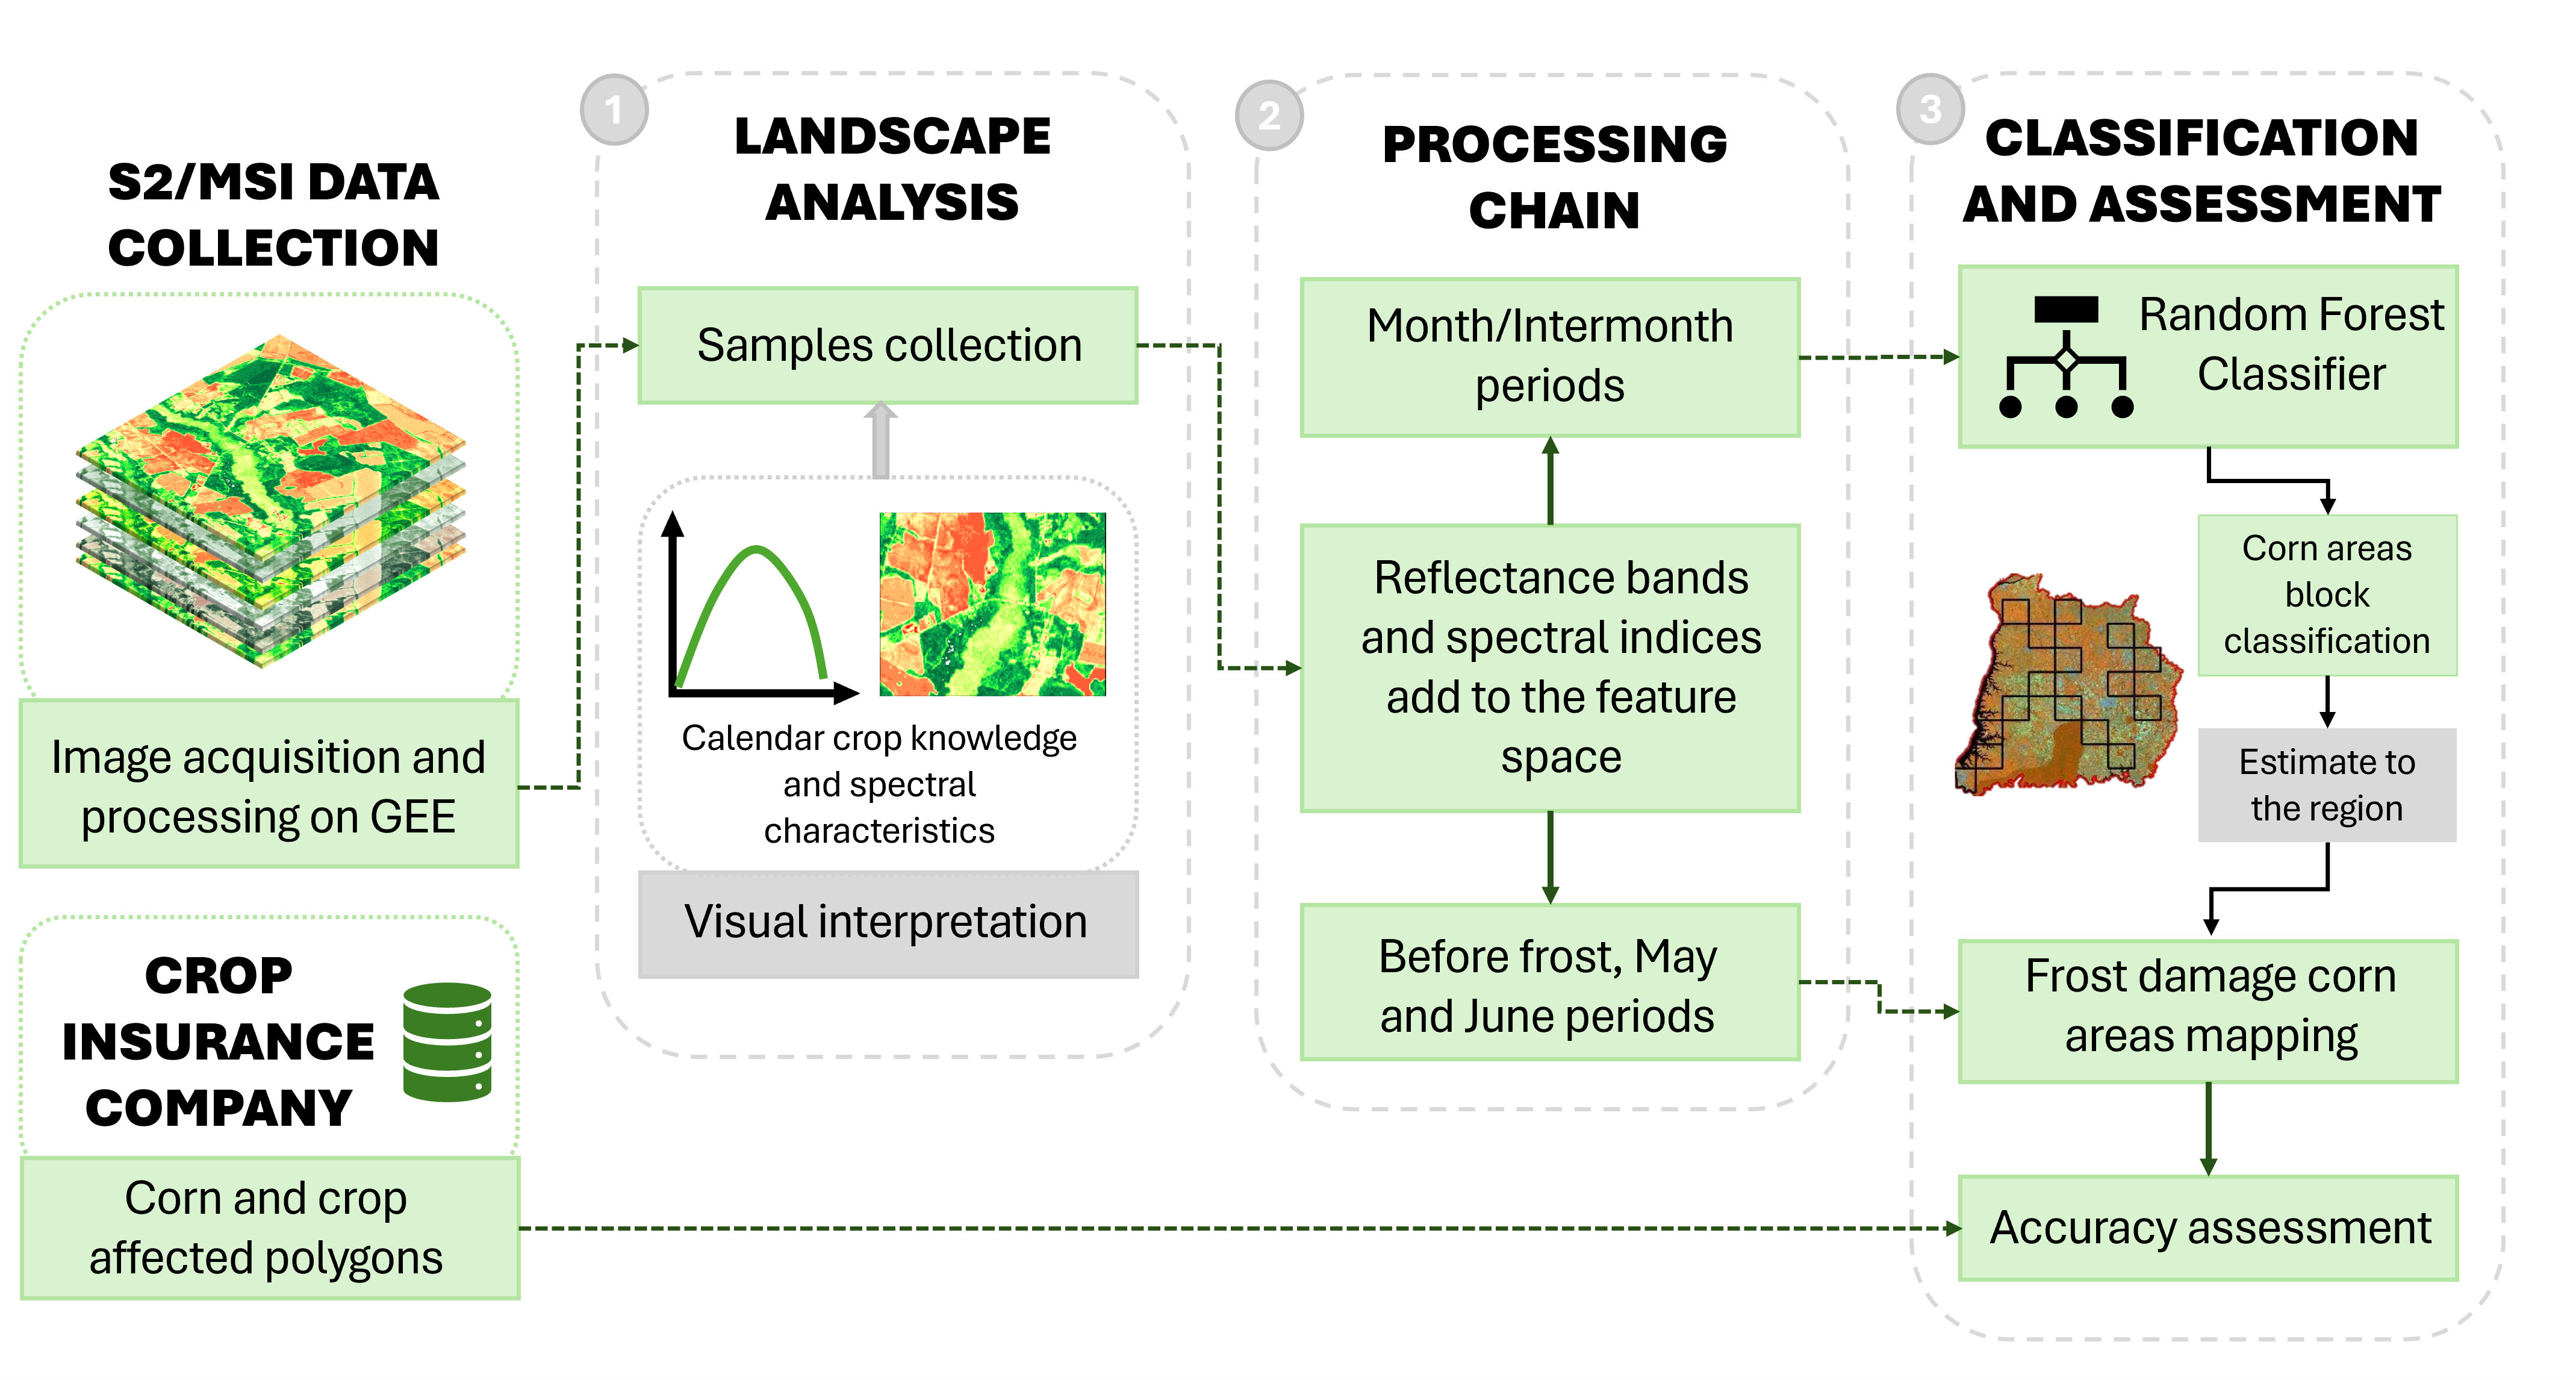 S2/MSI DATA
COLLECTION
Image acquisition and
processing on GEE
CROP
INSURANCE
COMPANY
Corn and crop
affected polygons
1
LANDSCAPE
ANALYSIS
Samples collection
Calendar crop knowledge
and spectral
characteristics
Visual interpretation
2
PROCESSING
CHAIN
Month/Intermonth
periods
Reflectance bands
and spectral indices
add to the feature
space
Before frost, May
and June periods
3
CLASSIFICATION
AND ASSESSMENT
Random Forest
Classifier
Corn areas
block
classification
Estimate to
the region
Frost damage corn
areas mapping
Accuracy assessment